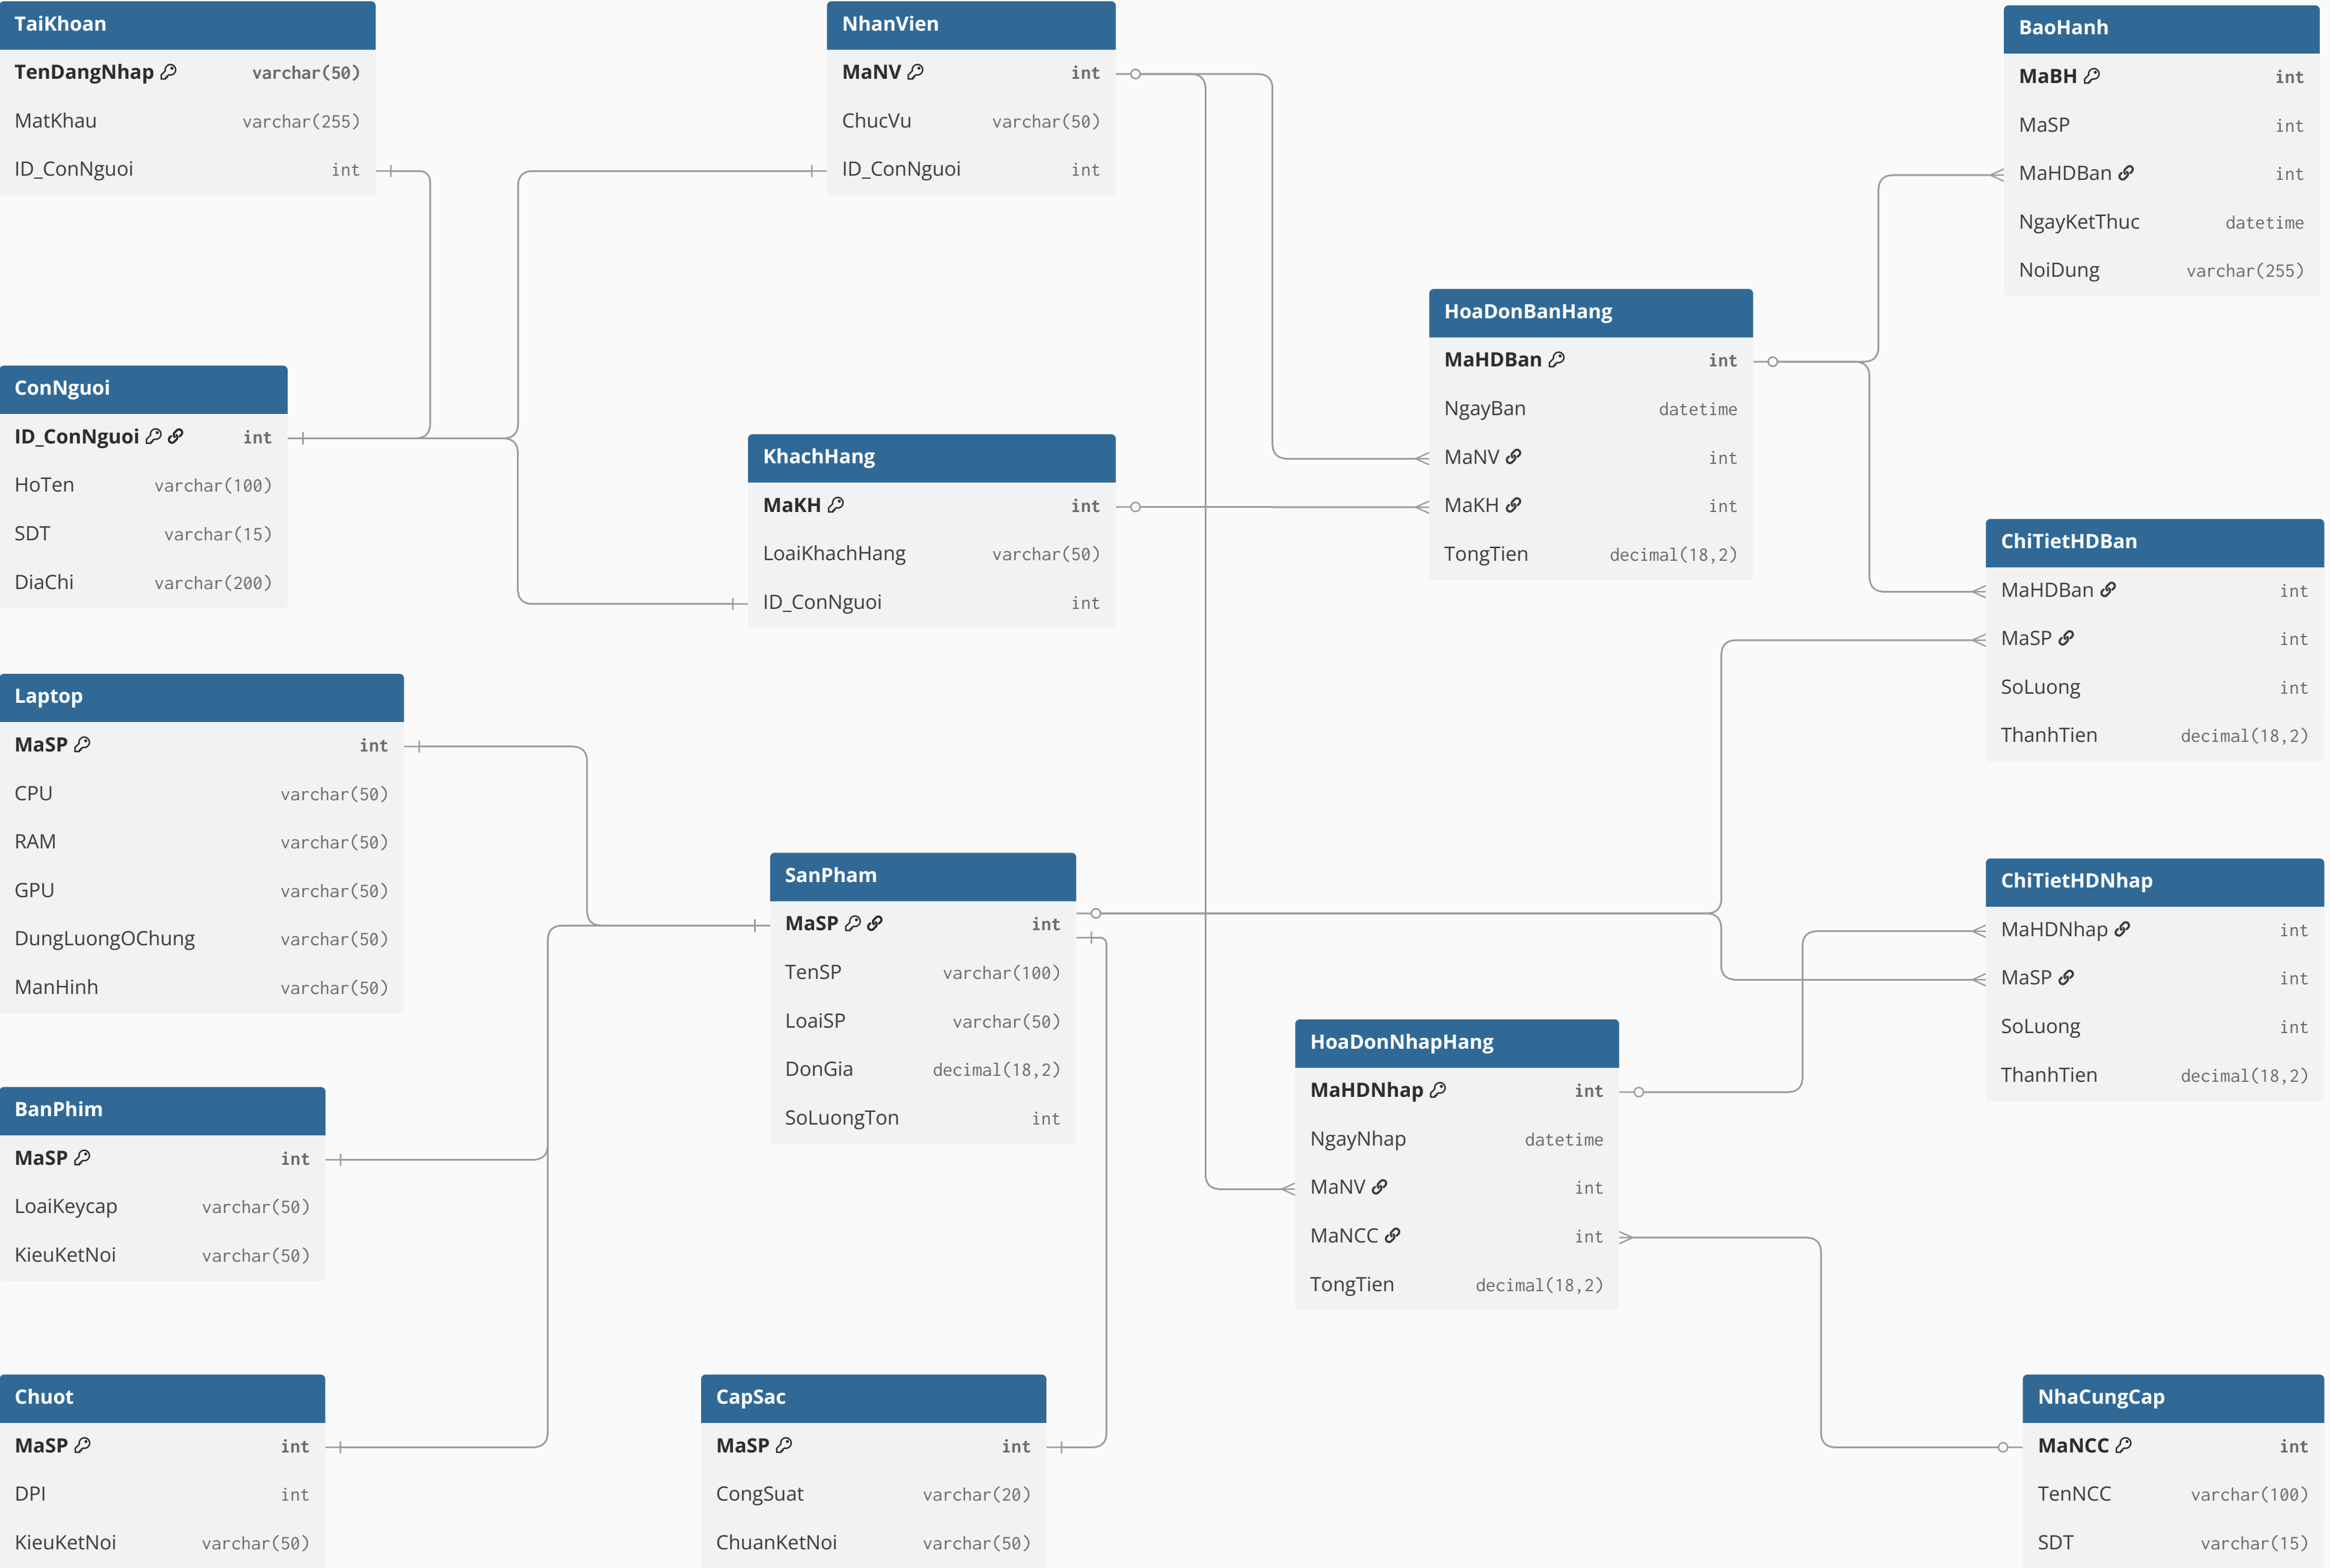 TaiKhoan
TenDangNhap varchar(50)
MatKhau varchar(255)
ID_ConNguoi int
NhanVien
MaNV int
ChucVu varchar(50)
ID_ConNguoi int
BaoHanh
MaBH int
MaSP int
MaHDBan int
NgayKetThuc datetime
NoiDung varchar(255)
HoaDonBanHang
MaHDBan int
NgayBan datetime
MaNV int
MaKH int
TongTien decimal(18,2)
ConNguoi
ID_ConNguoi int
HoTen varchar(100)
SDT varchar(15)
DiaChi varchar(200)
KhachHang
MaKH int
LoaiKhachHang varchar(50)
ID_ConNguoi int
ChiTietHDBan
MaHDBan int
MaSP int
SoLuong int
ThanhTien decimal(18,2)
Laptop
MaSP int
CPU varchar(50)
RAM varchar(50)
GPU varchar(50)
DungLuongOChung varchar(50)
ManHinh varchar(50)
SanPham
MaSP int
TenSP varchar(100)
LoaiSP varchar(50)
DonGia decimal(18,2)
SoLuongTon int
ChiTietHDNhap
MaHDNhap int
MaSP int
SoLuong int
ThanhTien decimal(18,2)
HoaDonNhapHang
MaHDNhap int
NgayNhap datetime
MaNV int
MaNCC int
TongTien decimal(18,2)
BanPhim
MaSP int
LoaiKeycap varchar(50)
KieuKetNoi varchar(50)
Chuot
MaSP int
DPI int
KieuKetNoi varchar(50)
CapSac
MaSP int
CongSuat varchar(20)
ChuanKetNoi varchar(50)
NhaCungCap
MaNCC int
TenNCC varchar(100)
SDT varchar(15)